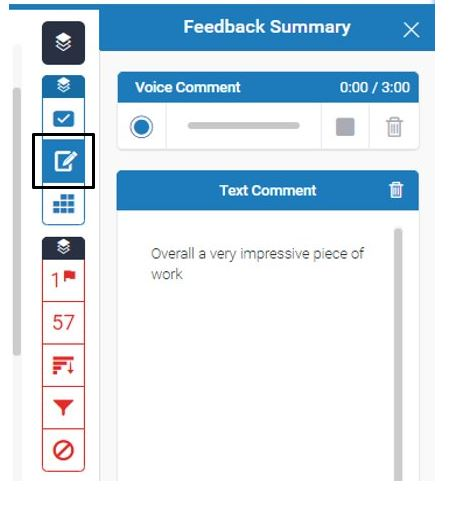 Feedback Summary
Voice Comment 0:00 / 3:00
Text Comment
Overall a very impressive piece of
work
1
57